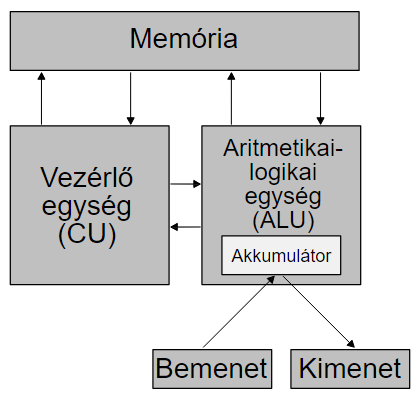 Memória
Vezérlő
egység
(CU)
Aritmetikai-
logikai
egység
(ALU)
Akkumulátor
Bemenet
Kimenet